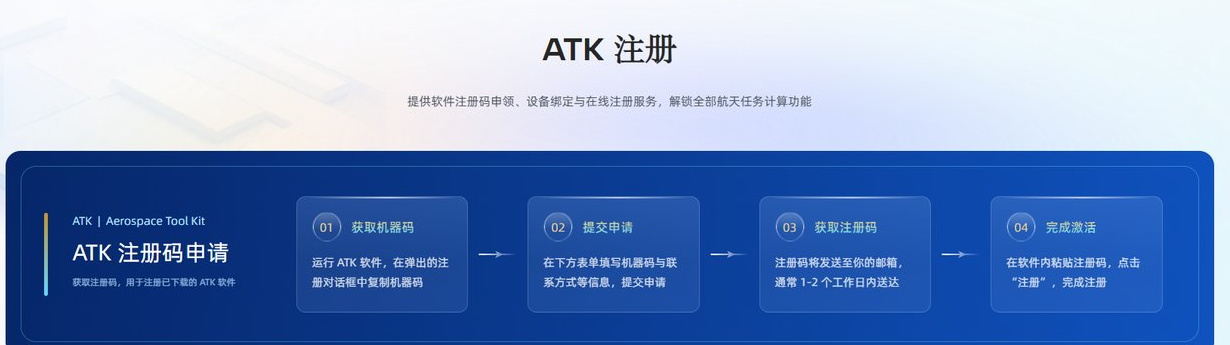 ATK 注册
提供软件注册码申领、设备绑定与在线注册服务，解锁全部航天任务计算功能
ATK | Aerospace Tool Kit
ATK 注册码申请
获取注册码，用于注册已下载的 ATK 软件
01 获取机器码
运行 ATK 软件，在弹出的注
册对话框中复制机器码
02 提交申请
在下方表单填写机器码与联
系方式等信息，提交申请
03 获取注册码
注册码将发送至你的邮箱，
通常 1-2 个工作日内送达
04 完成激活
在软件内粘贴注册码，点击
“注册”，完成注册